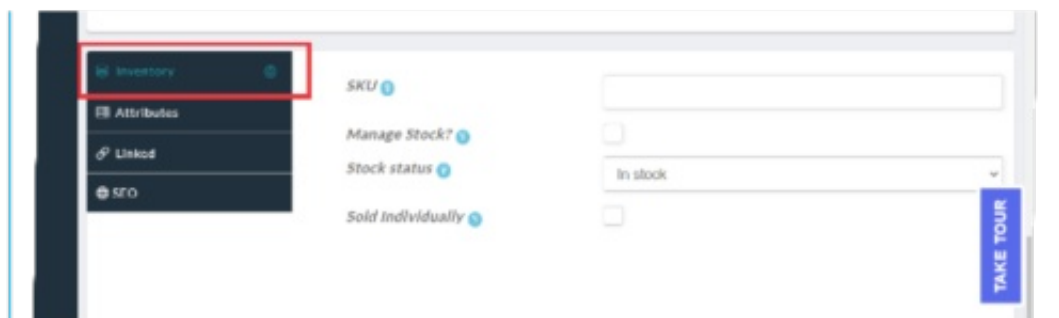 Inventory
Attributes
Linked
SEO
SKU
Manage Stock?
Stock status
In stock
Sold Individually
TAKE TOUR